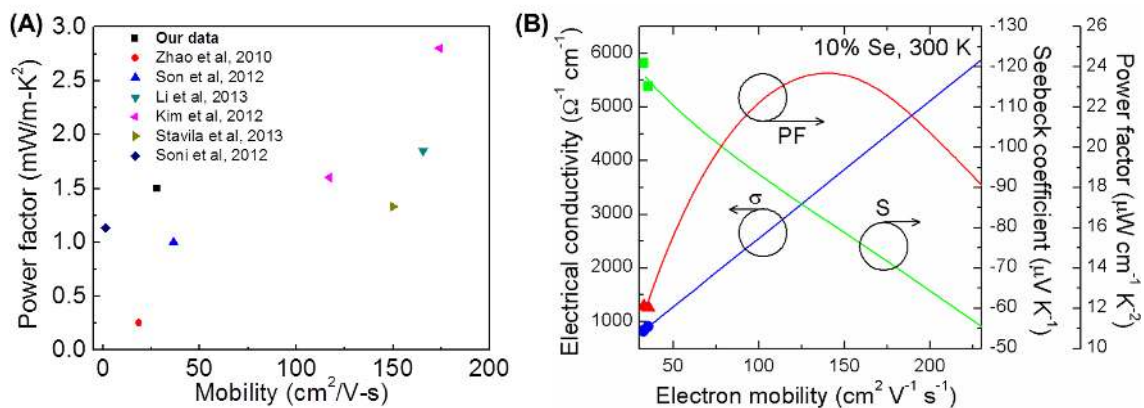 (A)
3.0
2.5
2.0
1.5
1.0
0.5
0.0
Power factor (mW/m-K²)
Our data
Zhao et al, 2010
Son et al, 2012
Li et al, 2013
Kim et al, 2012
Stavila et al, 2013
Soni et al, 2012
0 50 100 150 200
Mobility (cm²/V-s)
(B)
10% Se, 300 K
6000
5000
4000
3000
2000
1000
Electrical conductivity (Ω⁻¹ cm⁻¹)
PF
σ
S
-130
-120
-110
-100
-90
-80
-70
-60
-50
Seebeck coefficient (μV K⁻¹)
26
24
22
20
18
16
14
12
10
Power factor (μW cm⁻¹ K⁻²)
50 100 150 200
Electron mobility (cm² V⁻¹ s⁻¹)